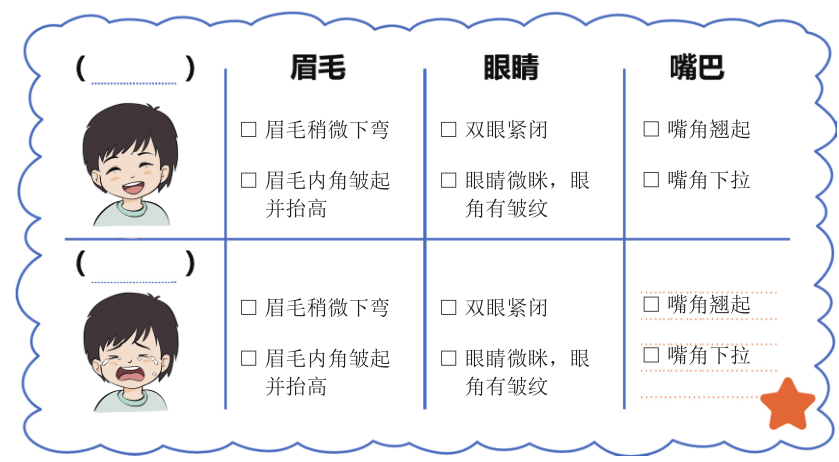 ( ) 眉毛 眼睛 嘴巴
□ 眉毛稍微下弯 □ 双眼紧闭 □ 嘴角翘起
□ 眉毛内角皱起 □ 眼睛微眯，眼 □ 嘴角下拉
并抬高 角有皱纹
( )
□ 眉毛稍微下弯 □ 双眼紧闭 □ 嘴角翘起
□ 眉毛内角皱起 □ 眼睛微眯，眼 □ 嘴角下拉
并抬高 角有皱纹